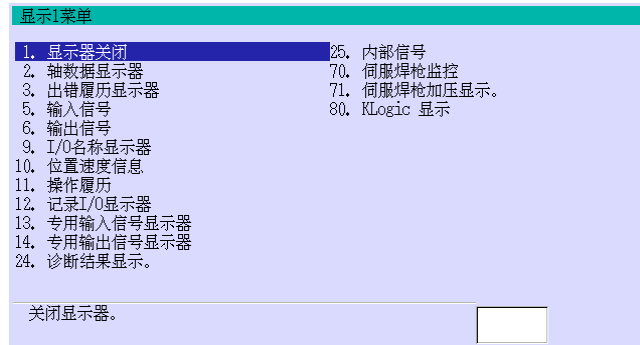 显示1菜单
1. 显示器关闭
2. 轴数据显示器
3. 出错履历显示器
5. 输入信号
6. 输出信号
9. I/O名称显示器
10. 位置速度信息
11. 操作履历
12. 记录I/O显示器
13. 专用输入信号显示器
14. 专用输出信号显示器
24. 诊断结果显示。
25. 内部信号
70. 伺服焊枪监控
71. 伺服焊枪加压显示。
80. KLogic 显示
关闭显示器。